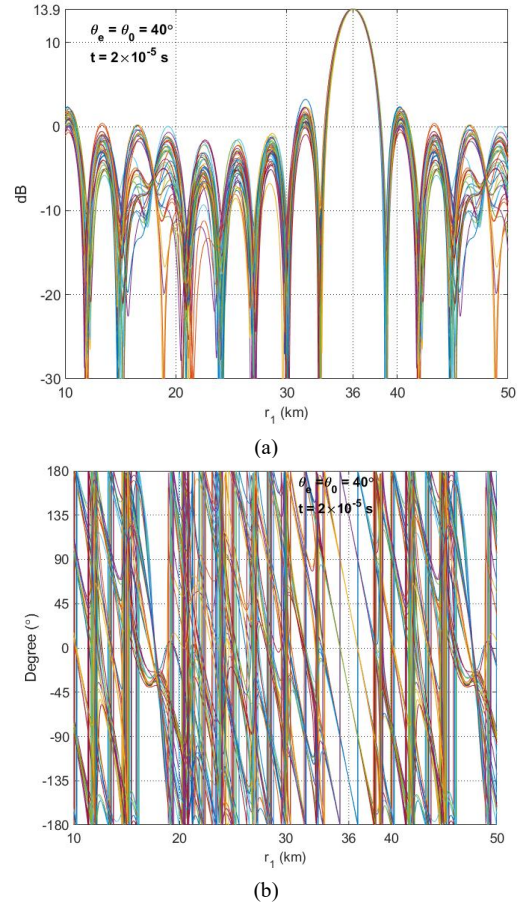 13.9
10
0
-10
-20
-30
dB
θe = θ0 = 40°
t = 2×10-5 s
10 20 30 36 40 50
r1 (km)
(a)
180
135
90
45
0
-45
-90
-135
-180
Degree (°)
θe =θ0 = 40°
t = 2×10-5 s
10 20 30 36 40 50
r1 (km)
(b)